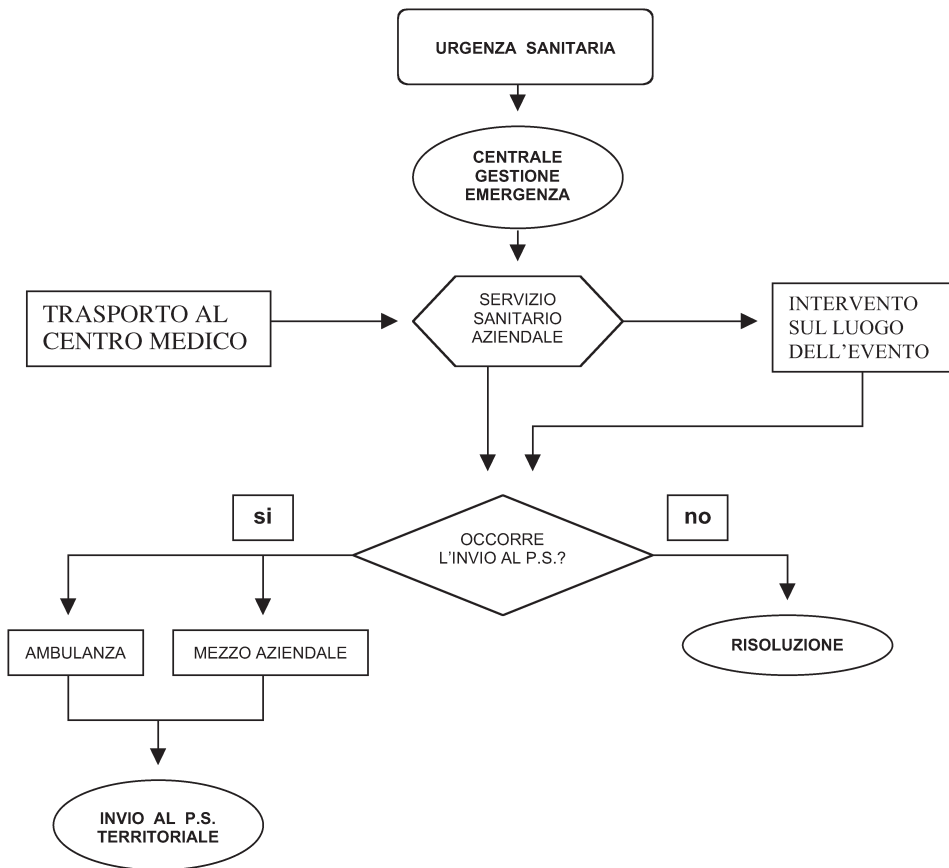 URGENZA SANITARIA
CENTRALE
GESTIONE
EMERGENZA
TRASPORTO AL
CENTRO MEDICO
SERVIZIO
SANITARIO
AZIENDALE
INTERVENTO
SUL LUOGO
DELL’EVENTO
si
no
OCCORRE
L’INVIO AL P.S.?
AMBULANZA
MEZZO AZIENDALE
RISOLUZIONE
INVIO AL P.S.
TERRITORIALE